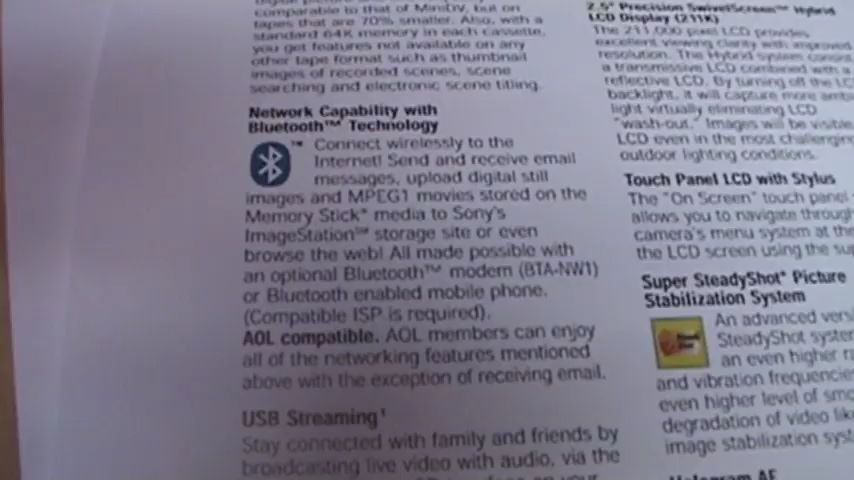 comparable to that of MiniDV, but on
tapes that are 70% smaller. Also, with a
standard 64K memory in each cassette,
you get features not available on any
other tape format such as thumbnail
images of recorded scenes, scene
searching and electronic scene titling.
Network Capability with
Bluetooth™ Technology
Connect wirelessly to the
Internet! Send and receive email
messages, upload digital still
images and MPEG1 movies stored on the
Memory Stick® media to Sony's
ImageStation℠ storage site or even
browse the web! All made possible with
an optional Bluetooth™ modem (BTA-NW1)
or Bluetooth enabled mobile phone.
(Compatible ISP is required).
AOL compatible. AOL members can enjoy
all of the networking features mentioned
above with the exception of receiving email.
USB Streaming¹
Stay connected with family and friends by
broadcasting live video with audio, via the
2.5" Precision SwivelScreen™ Hybrid
LCD Display (211K)
The 211,000 pixel LCD provides
excellent viewing clarity with improved
resolution. The Hybrid system
a transmissive LCD combined with a
reflective LCD. By turning off the
backlight, it will capture more
light virtually eliminating LCD
"wash-out." Images will be visible
LCD even in the most challenging
outdoor lighting conditions.
Touch Panel LCD with Stylus
The "On Screen" touch panel
allows you to navigate through
camera's menu system at the
the LCD screen using the
Super SteadyShot® Picture
Stabilization System
An advanced
SteadyShot
an even higher
and vibration frequencies
even higher level of
degradation of video
image stabilization
Hologram AF